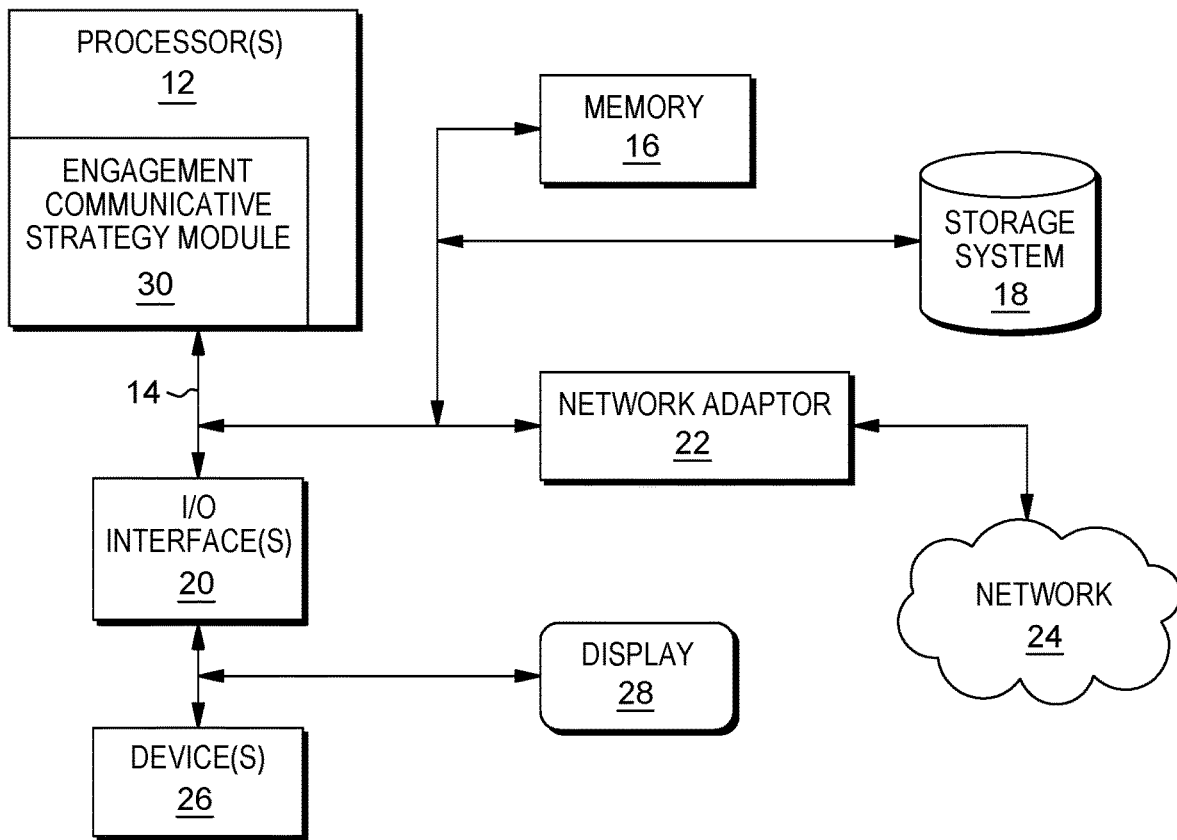 PROCESSOR(S)
12
ENGAGEMENT
COMMUNICATIVE
STRATEGY MODULE
30
MEMORY
16
STORAGE
SYSTEM
18
14
NETWORK ADAPTOR
22
I/O
INTERFACE(S)
20
NETWORK
24
DISPLAY
28
DEVICE(S)
26